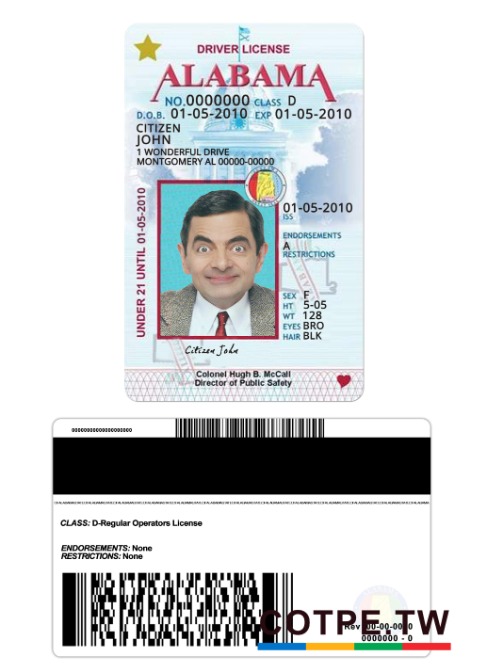 DRIVER LICENSE
ALABAMA
NO.0000000 CLASS D
D.O.B. 01-05-2010 EXP 01-05-2010
CITIZEN
JOHN
1 WONDERFUL DRIVE
MONTGOMERY AL 00000-00000
UNDER 21 UNTIL 01-05-2010
01-05-2010
ISS
ENDORSEMENTS
A
RESTRICTIONS
SEX F
HT 5-05
WT 128
EYES BRO
HAIR BLK
Citizen John
Colonel Hugh B. McCall
Director of Public Safety
CLASS: D-Regular Operators License
ENDORSEMENTS: None
RESTRICTIONS: None
COTPE.TW
Rev 00-00-0000
0000000 - 0